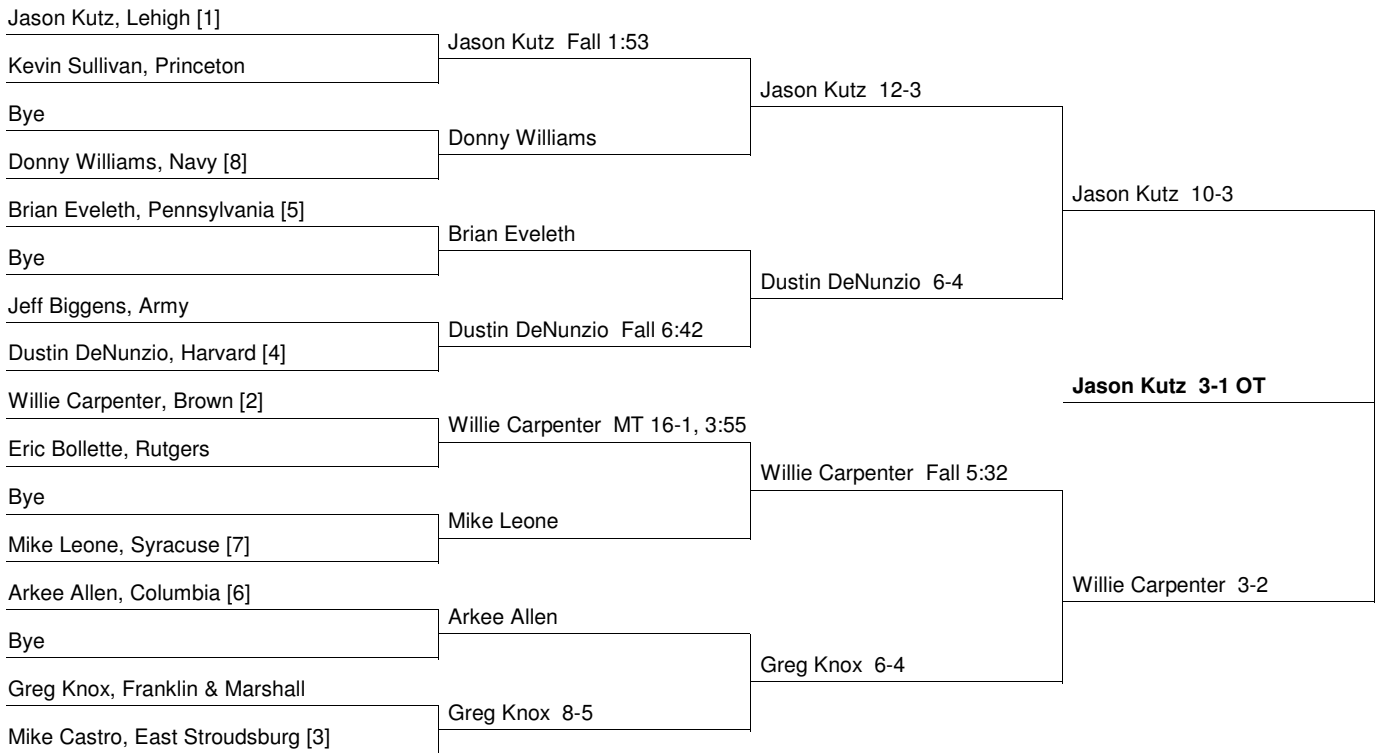 Jason Kutz, Lehigh [1]
Kevin Sullivan, Princeton
Bye
Donny Williams, Navy [8]
Brian Eveleth, Pennsylvania [5]
Bye
Jeff Biggens, Army
Dustin DeNunzio, Harvard [4]
Willie Carpenter, Brown [2]
Eric Bollette, Rutgers
Bye
Mike Leone, Syracuse [7]
Arkee Allen, Columbia [6]
Bye
Greg Knox, Franklin & Marshall
Mike Castro, East Stroudsburg [3]
Jason Kutz Fall 1:53
Donny Williams
Brian Eveleth
Dustin DeNunzio Fall 6:42
Willie Carpenter MT 16-1, 3:55
Mike Leone
Arkee Allen
Greg Knox 8-5
Jason Kutz 12-3
Dustin DeNunzio 6-4
Willie Carpenter Fall 5:32
Greg Knox 6-4
Jason Kutz 10-3
Willie Carpenter 3-2
Jason Kutz 3-1 OT